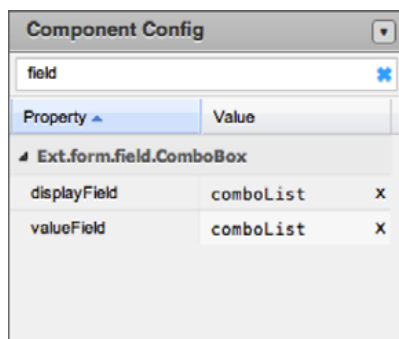 Component Config
field
Property Value
Ext.form.field.ComboBox
displayField comboList x
valueField comboList x